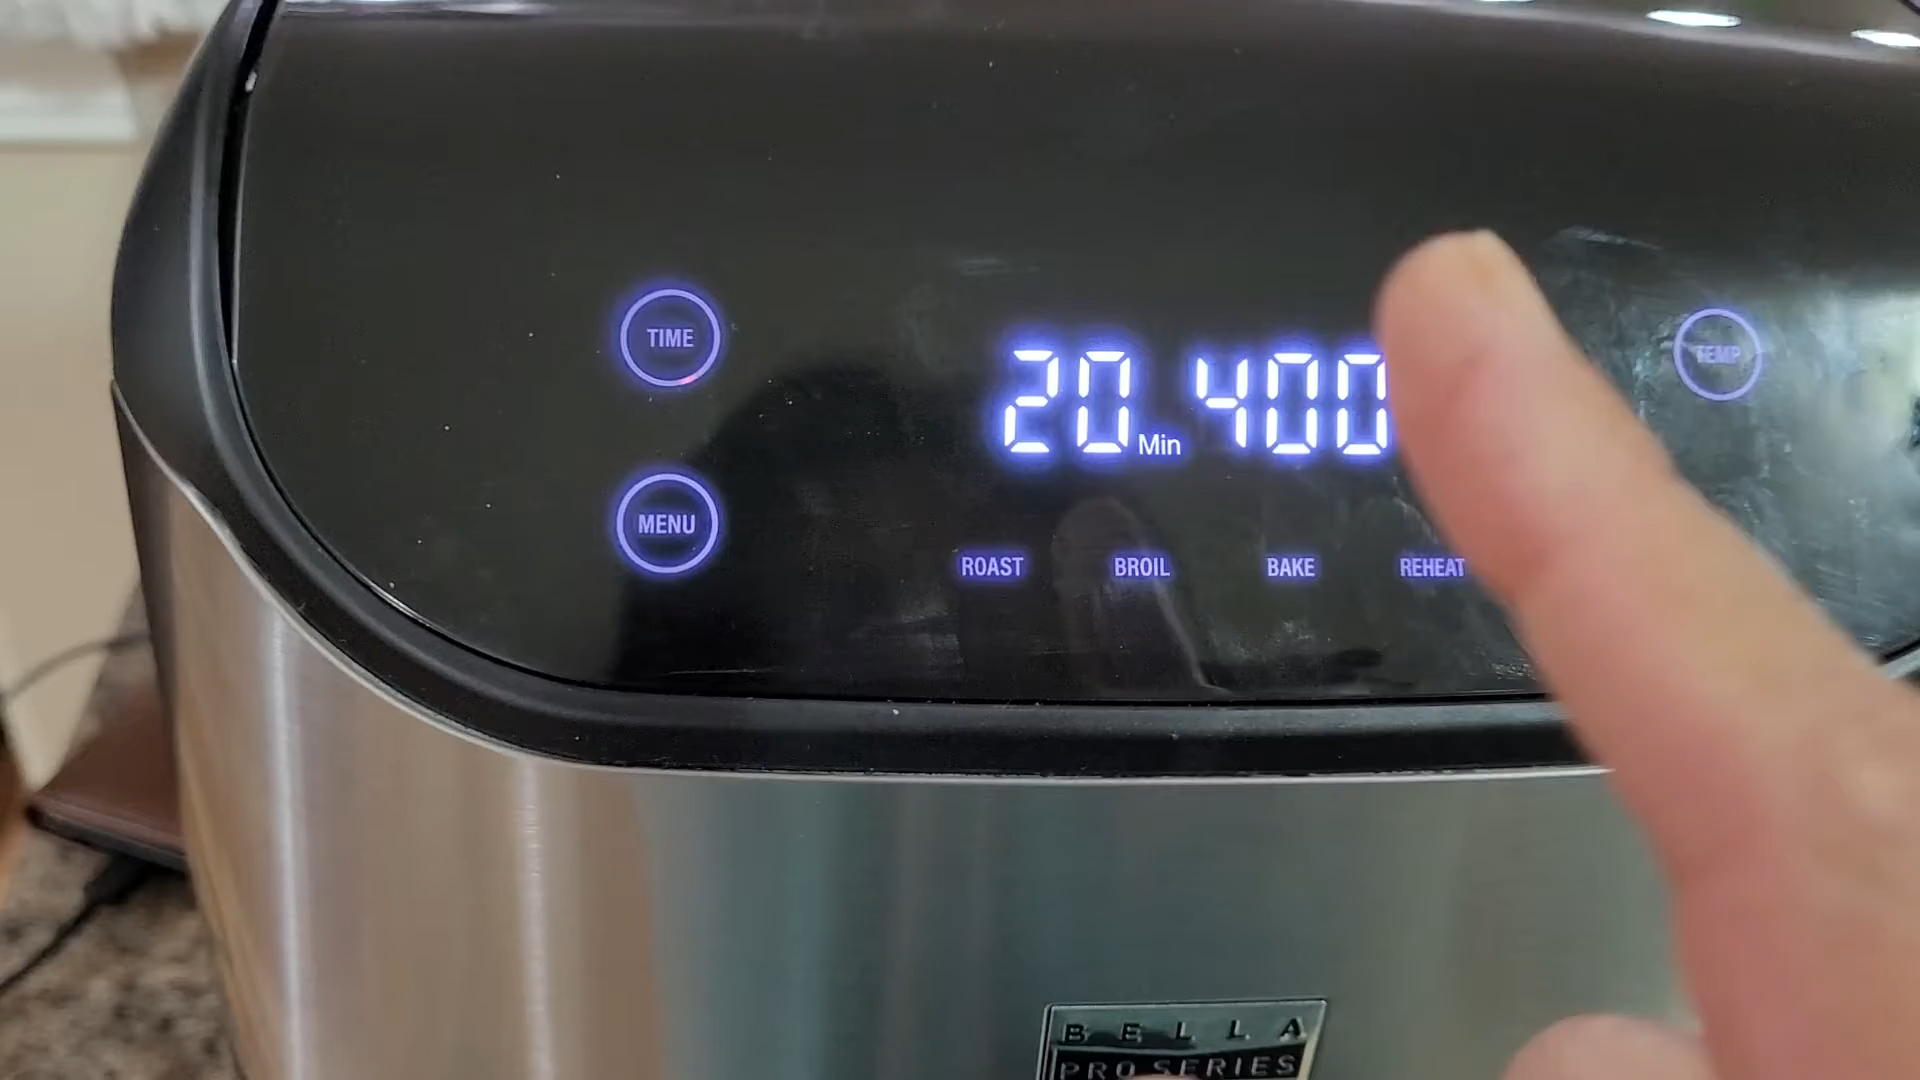 TIME
20 Min 400
TEMP
MENU
ROAST BROIL BAKE REHEAT
BELLA
PRO SERIES